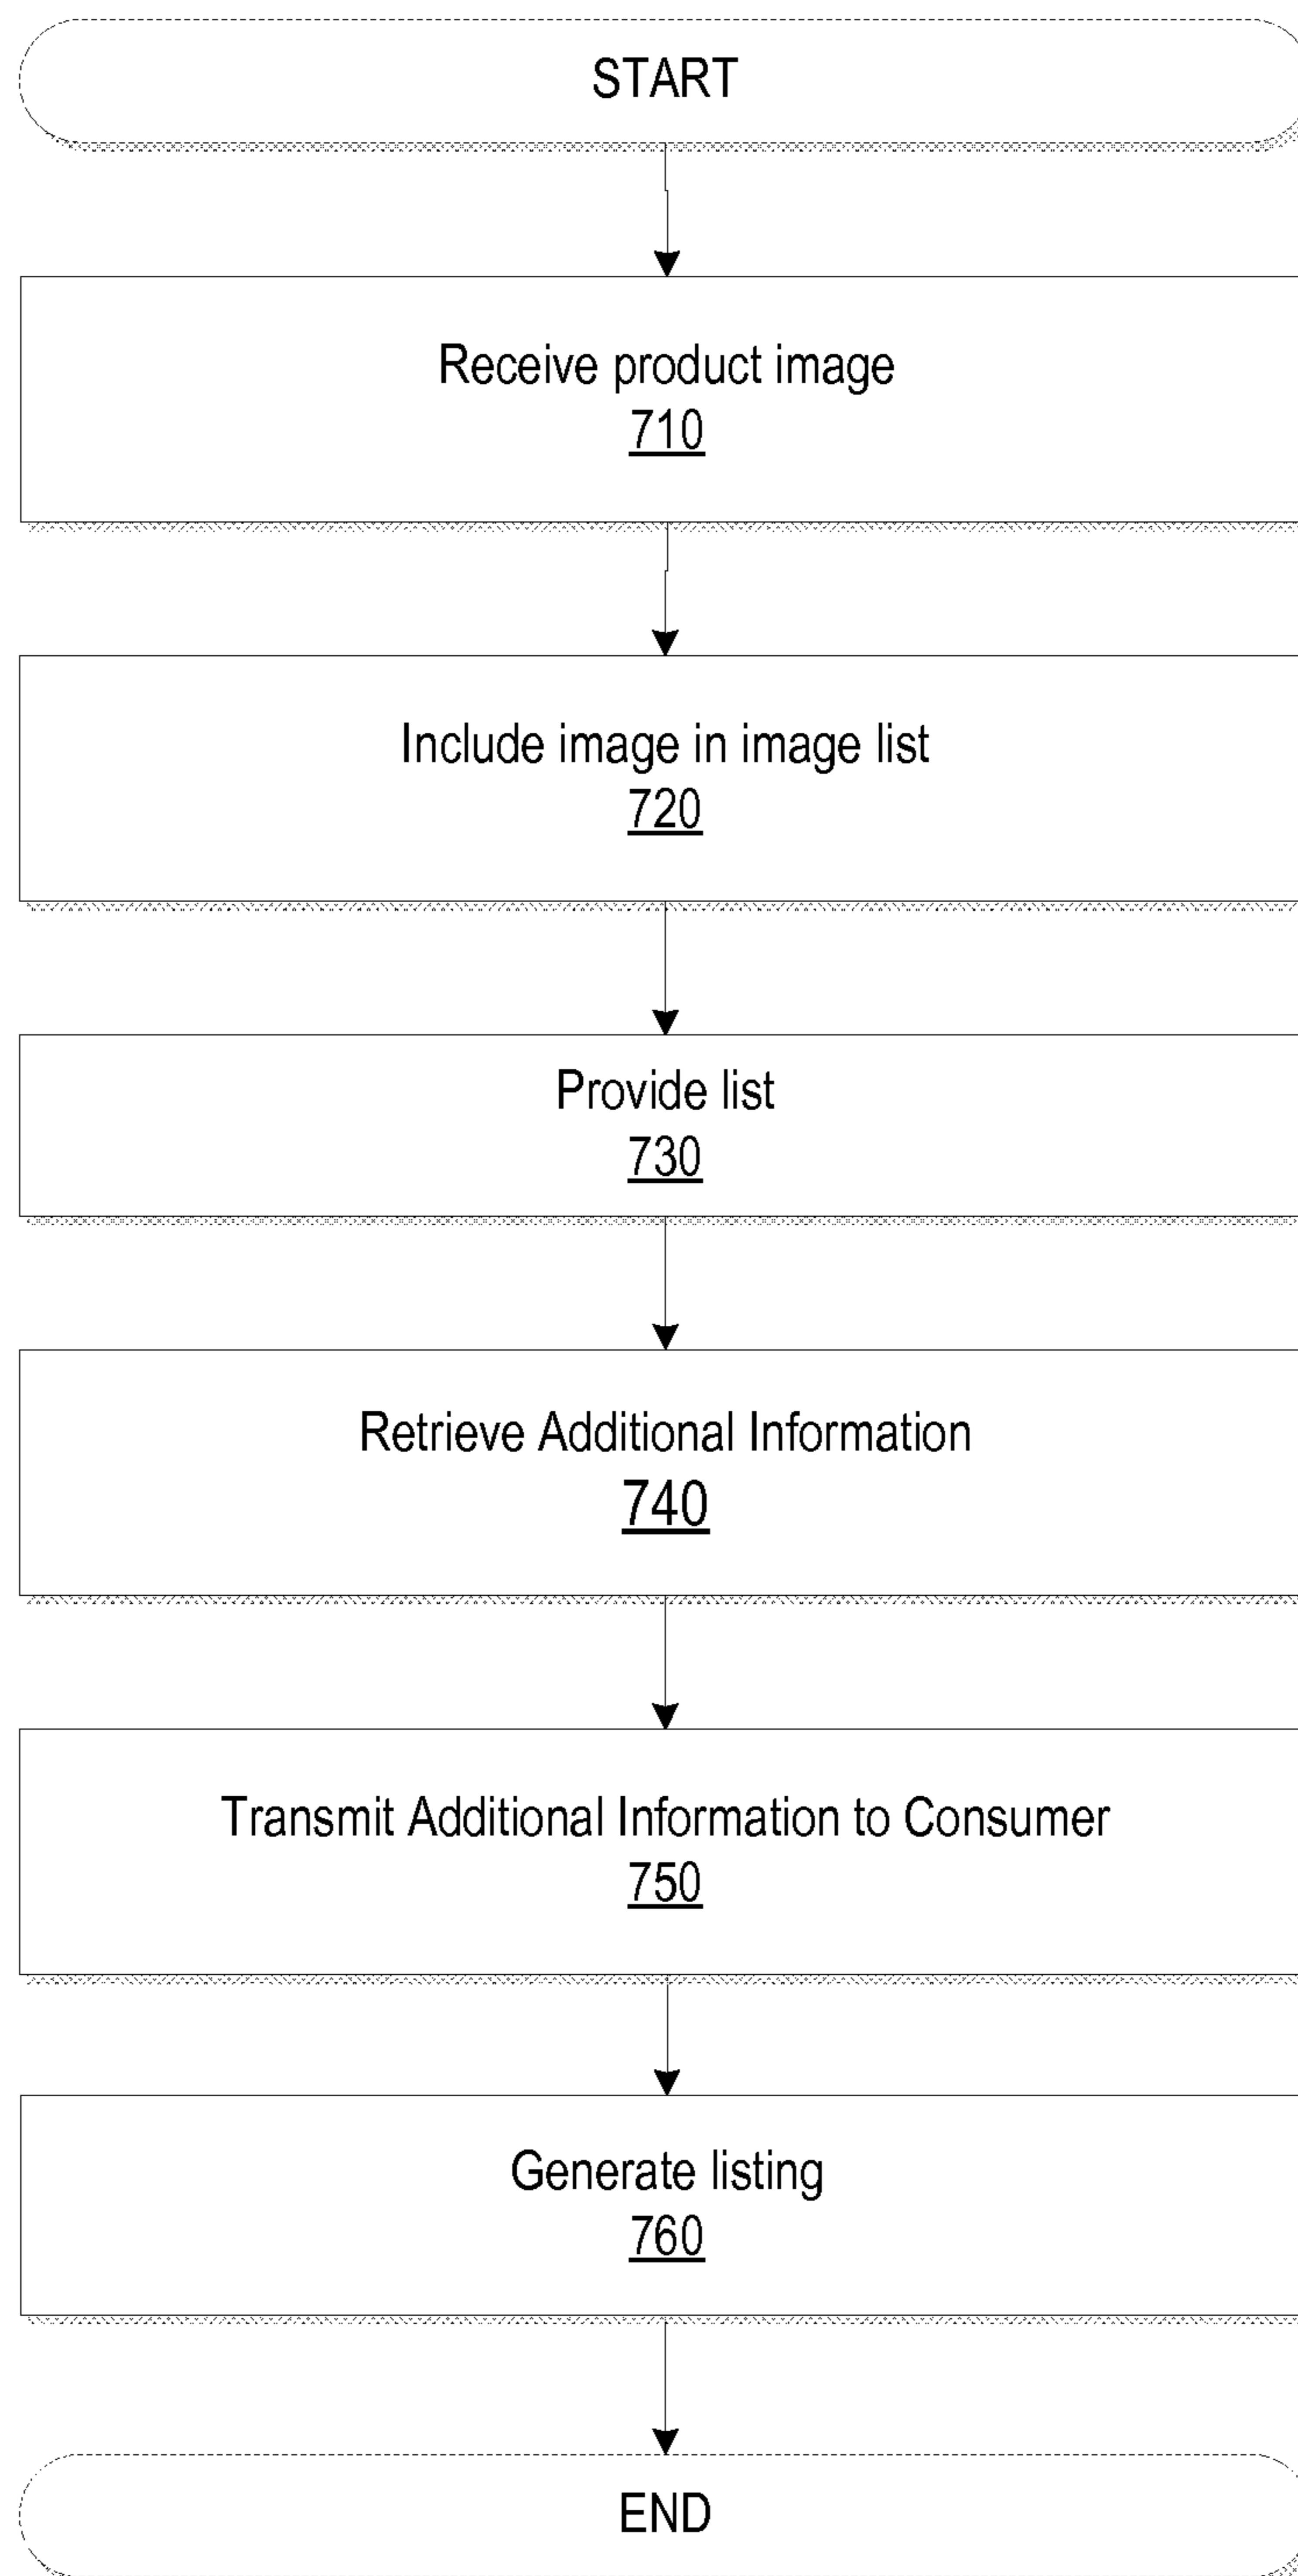 START
Receive product image
710
Include image in image list
720
Provide list
730
Retrieve Additional Information
740
Transmit Additional Information to Consumer
750
Generate listing
760
END